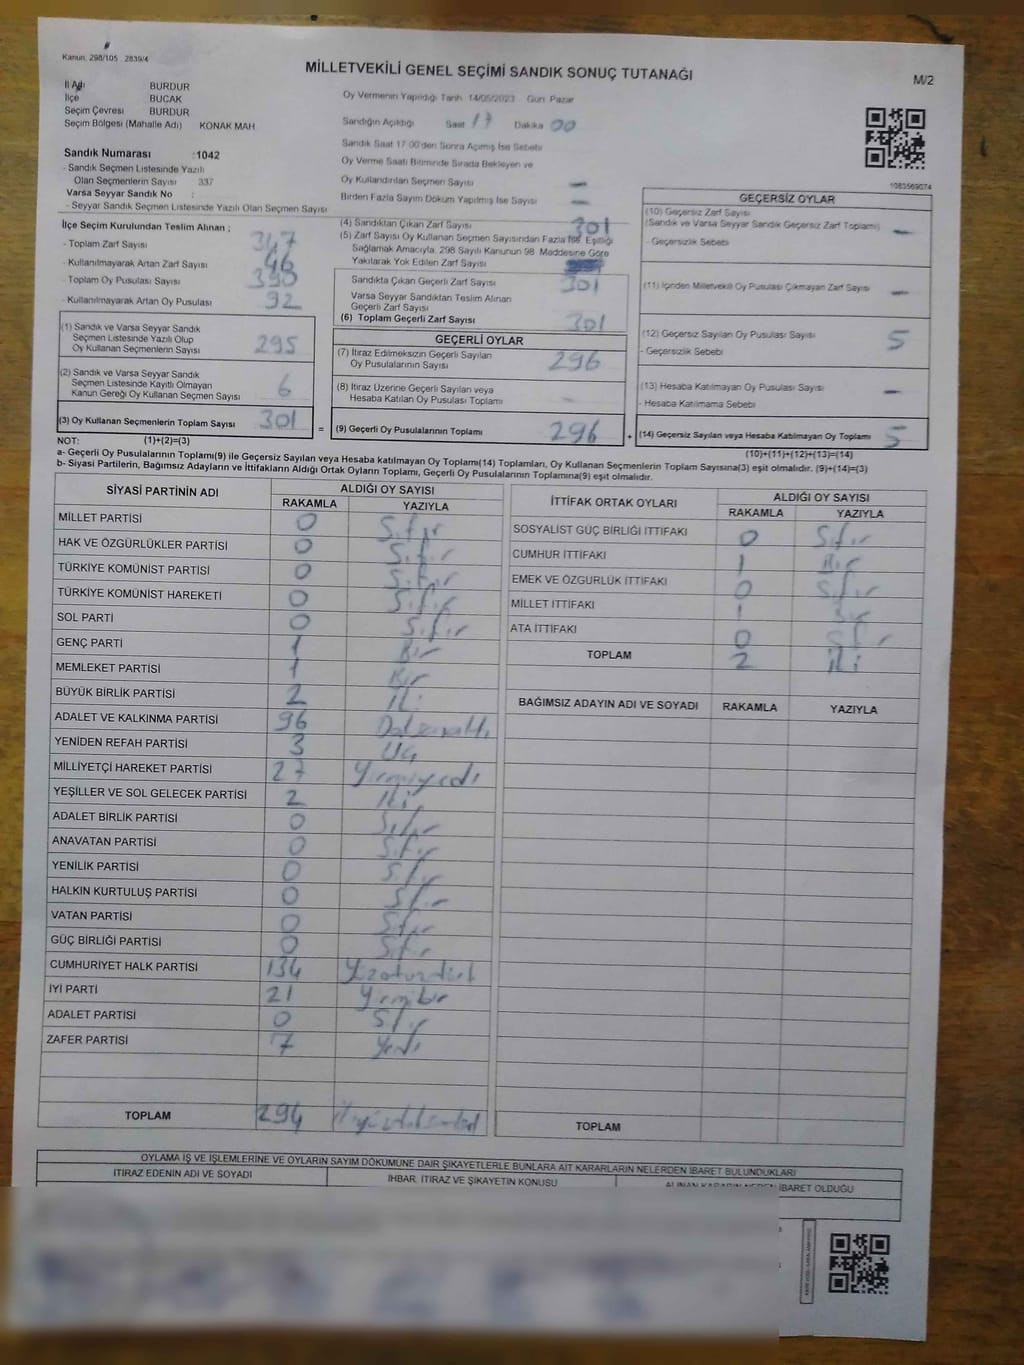 Kanun, 298/105 2839/4
MİLLETVEKİLİ GENEL SEÇİMİ SANDIK SONUÇ TUTANAĞI
M/2
İl Adı BURDUR
İlçe BUCAK
Seçim Çevresi BURDUR
Seçim Bölgesi (Mahalle Adı) KONAK MAH
Sandık Numarası :1042
- Sandık Seçmen Listesinde Yazılı
Olan Seçmenlerin Sayısı 337
Varsa Seyyar Sandık No :
- Seyyar Sandık Seçmen Listesinde Yazılı Olan Seçmen Sayısı
Oy Vermenin Yapıldığı Tarih 14/05/2023 Gün Pazar
Sandığın Açıldığı Saat 17 Dakika 00
Sandık Saat 17.00'den Sonra Açılmış İse Sebebi
Oy Verme Saati Bitiminde Sırada Bekleyen ve
Oy Kullandırılan Seçmen Sayısı —
Birden Fazla Sayım Döküm Yapılmış İse Sayısı —
1083569074
İlçe Seçim Kurulundan Teslim Alınan ;
- Toplam Zarf Sayısı 347
- Kullanılmayarak Artan Zarf Sayısı 46
- Toplam Oy Pusulası Sayısı 390
- Kullanılmayarak Artan Oy Pusulası 92
(1) Sandık ve Varsa Seyyar Sandık
Seçmen Listesinde Yazılı Olup
Oy Kullanan Seçmenlerin Sayısı 295
(2) Sandık ve Varsa Seyyar Sandık
Seçmen Listesinde Kayıtlı Olmayan
Kanun Gereği Oy Kullanan Seçmen Sayısı 6
(3) Oy Kullanan Seçmenlerin Toplam Sayısı 301
(4) Sandıktan Çıkan Zarf Sayısı 301
(5) Zarf Sayısı Oy Kullanan Seçmen Sayısından Fazla İse, Eşitliği
Sağlamak Amacıyla, 298 Sayılı Kanunun 98. Maddesine Göre
Yakılarak Yok Edilen Zarf Sayısı
Sandıkta Çıkan Geçerli Zarf Sayısı 301
Varsa Seyyar Sandıktan Teslim Alınan
Geçerli Zarf Sayısı
(6) Toplam Geçerli Zarf Sayısı 301
GEÇERLİ OYLAR
(7) İtiraz Edilmeksizin Geçerli Sayılan
Oy Pusulalarının Sayısı 296
(8) İtiraz Üzerine Geçerli Sayılan veya
Hesaba Katılan Oy Pusulası Toplamı -
= (9) Geçerli Oy Pusulalarının Toplamı 296
GEÇERSİZ OYLAR
(10) Geçersiz Zarf Sayısı
(Sandık ve Varsa Seyyar Sandık Geçersiz Zarf Toplamı) —
- Geçersizlik Sebebi
(11) İçinden Milletvekili Oy Pusulası Çıkmayan Zarf Sayısı —
(12) Geçersiz Sayılan Oy Pusulası Sayısı 5
- Geçersizlik Sebebi
(13) Hesaba Katılmayan Oy Pusulası Sayısı —
- Hesaba Katılmama Sebebi
+ (14) Geçersiz Sayılan veya Hesaba Katılmayan Oy Toplamı 5
NOT: (1)+(2)=(3) (10)+(11)+(12)+(13)=(14)
a- Geçerli Oy Pusulalarının Toplamı(9) ile Geçersiz Sayılan veya Hesaba katılmayan Oy Toplamı(14) Toplamları, Oy Kullanan Seçmenlerin Toplam Sayısına(3) eşit olmalıdır. (9)+(14)=(3)
b- Siyasi Partilerin, Bağımsız Adayların ve İttifakların Aldığı Ortak Oyların Toplamı, Geçerli Oy Pusulalarının Toplamına(9) eşit olmalıdır.
SİYASİ PARTİNİN ADI ALDIĞI OY SAYISI
RAKAMLA YAZIYLA
MİLLET PARTİSİ 0 Sıfır
HAK VE ÖZGÜRLÜKLER PARTİSİ 0 Sıfır
TÜRKİYE KOMÜNİST PARTİSİ 0 Sıfır
TÜRKİYE KOMÜNİST HAREKETİ 0 Sıfır
SOL PARTİ 0 Sıfır
GENÇ PARTİ 1 Bir
MEMLEKET PARTİSİ 1 Bir
BÜYÜK BİRLİK PARTİSİ 2 İki
ADALET VE KALKINMA PARTİSİ 96
YENİDEN REFAH PARTİSİ 3 Üç
MİLLİYETÇİ HAREKET PARTİSİ 27 Yirmiyedi
YEŞİLLER VE SOL GELECEK PARTİSİ 2 İki
ADALET BİRLİK PARTİSİ 0 Sıfır
ANAVATAN PARTİSİ 0 Sıfır
YENİLİK PARTİSİ 0 Sıfır
HALKIN KURTULUŞ PARTİSİ 0 Sıfır
VATAN PARTİSİ 0 Sıfır
GÜÇ BİRLİĞİ PARTİSİ 0 Sıfır
CUMHURİYET HALK PARTİSİ 134 Yüzotuzdört
İYİ PARTİ 21 Yirmibir
ADALET PARTİSİ 0 Sıfır
ZAFER PARTİSİ 7 Yedi
TOPLAM 294
İTTİFAK ORTAK OYLARI ALDIĞI OY SAYISI
RAKAMLA YAZIYLA
SOSYALİST GÜÇ BİRLİĞİ İTTİFAKI 0 Sıfır
CUMHUR İTTİFAKI 1 Bir
EMEK VE ÖZGÜRLÜK İTTİFAKI 0 Sıfır
MİLLET İTTİFAKI 1 Bir
ATA İTTİFAKI 0 Sıfır
TOPLAM 2 İki
BAĞIMSIZ ADAYIN ADI VE SOYADI RAKAMLA YAZIYLA
TOPLAM
OYLAMA İŞ VE İŞLEMLERİNE VE OYLARIN SAYIM DÖKÜMÜNE DAİR ŞİKAYETLERLE BUNLARA AİT KARARLARIN NELERDEN İBARET BULUNDUKLARI
İTİRAZ EDENİN ADI VE SOYADI İHBAR, İTİRAZ VE ŞİKAYETİN KONUSU ALINAN KARARIN NEDEN İBARET OLDUĞU